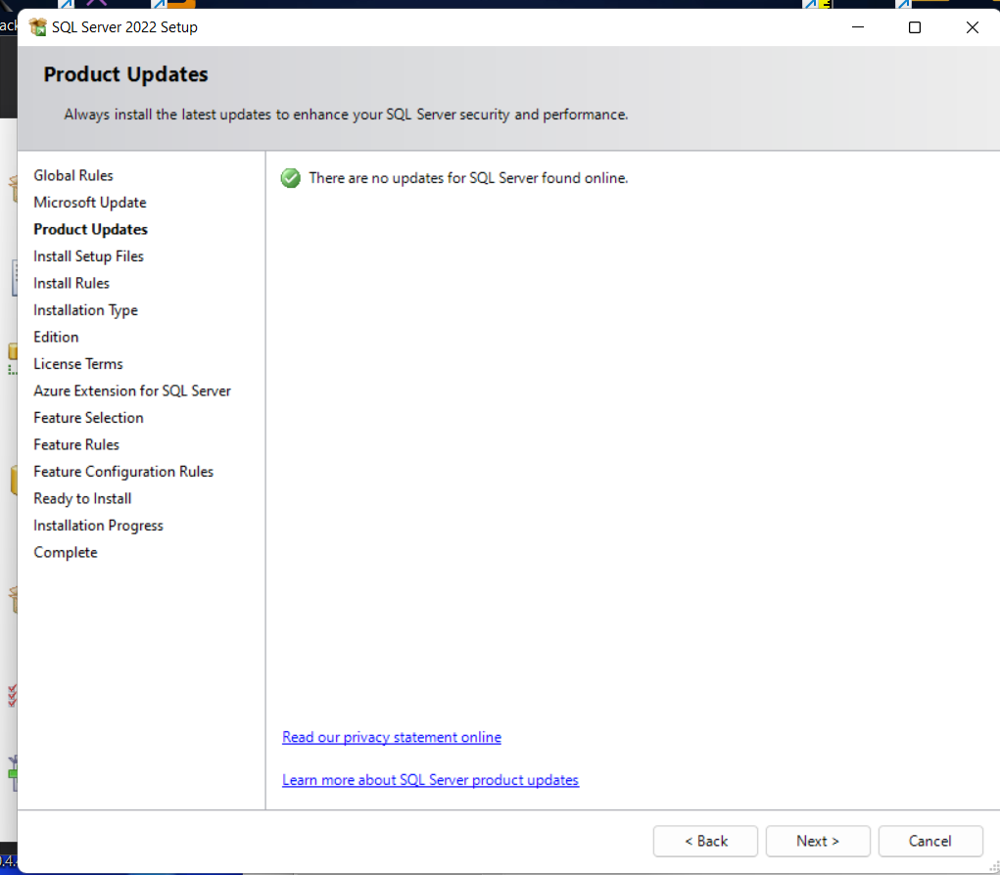 SQL Server 2022 Setup
Product Updates
Always install the latest updates to enhance your SQL Server security and performance.
Global Rules
Microsoft Update
Product Updates
Install Setup Files
Install Rules
Installation Type
Edition
License Terms
Azure Extension for SQL Server
Feature Selection
Feature Rules
Feature Configuration Rules
Ready to Install
Installation Progress
Complete
There are no updates for SQL Server found online.
Read our privacy statement online
Learn more about SQL Server product updates
< Back
Next >
Cancel